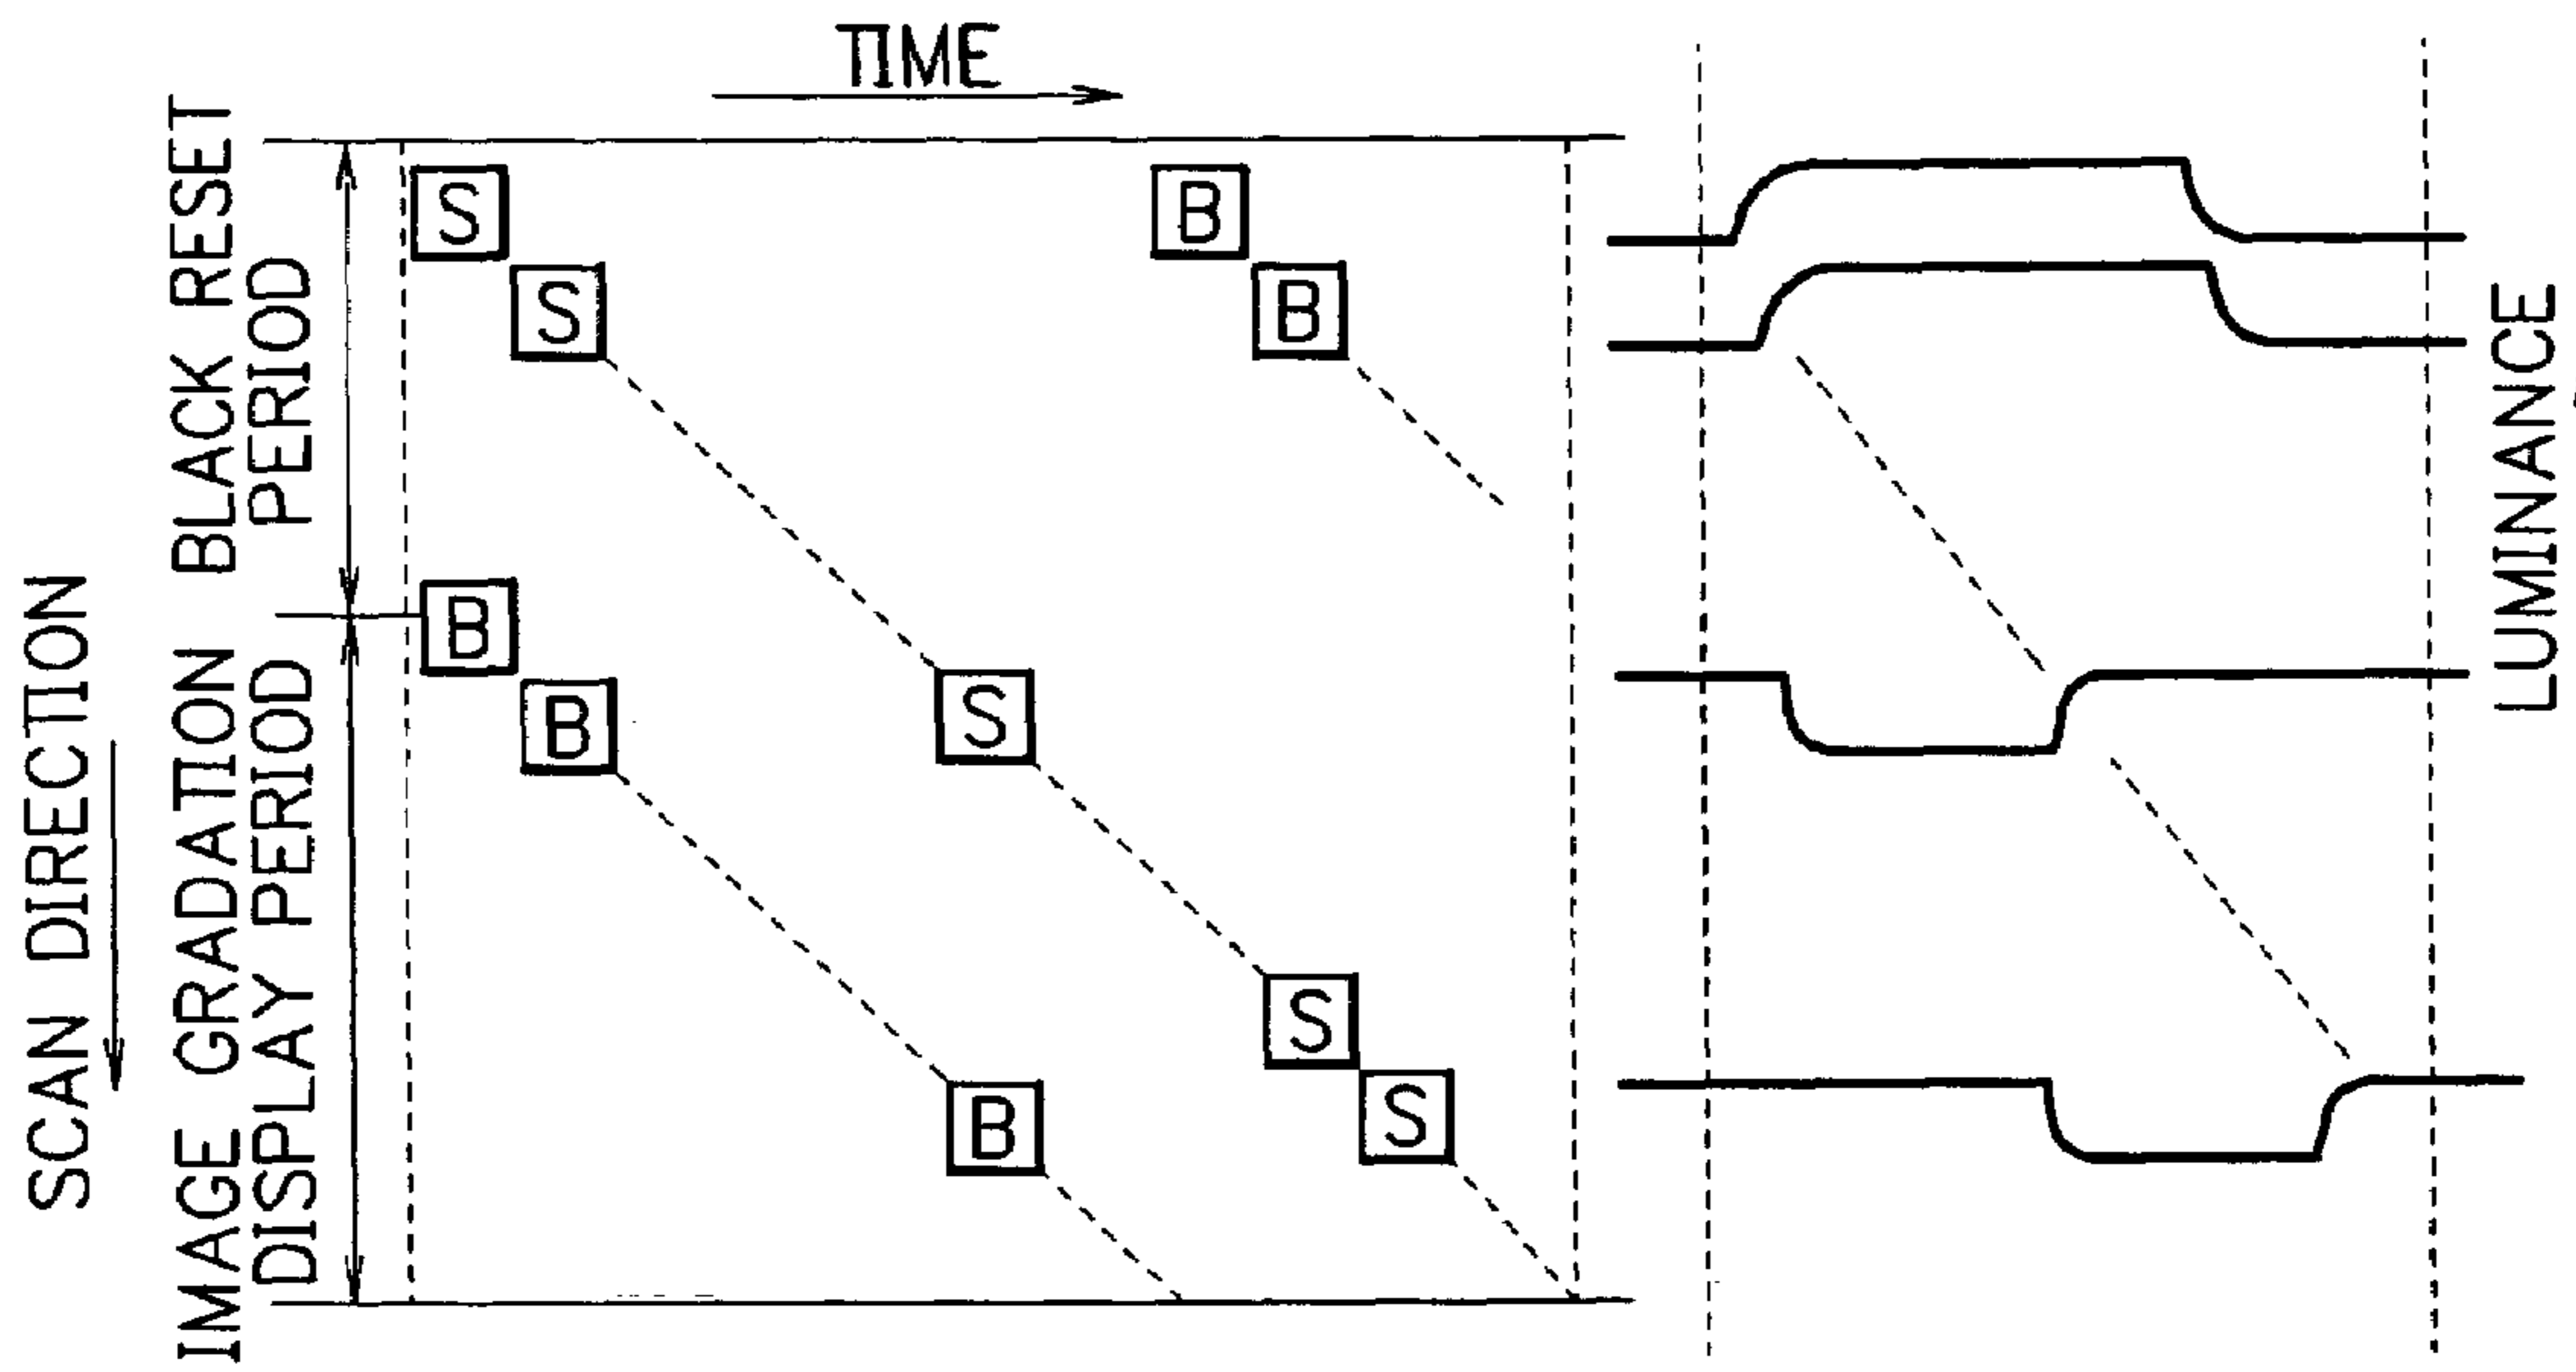 TIME
BLACK RESET
PERIOD
IMAGE GRADATION
DISPLAY PERIOD
SCAN DIRECTION
S
B
S
B
B
B
S
S
B
S
LUMINANCE